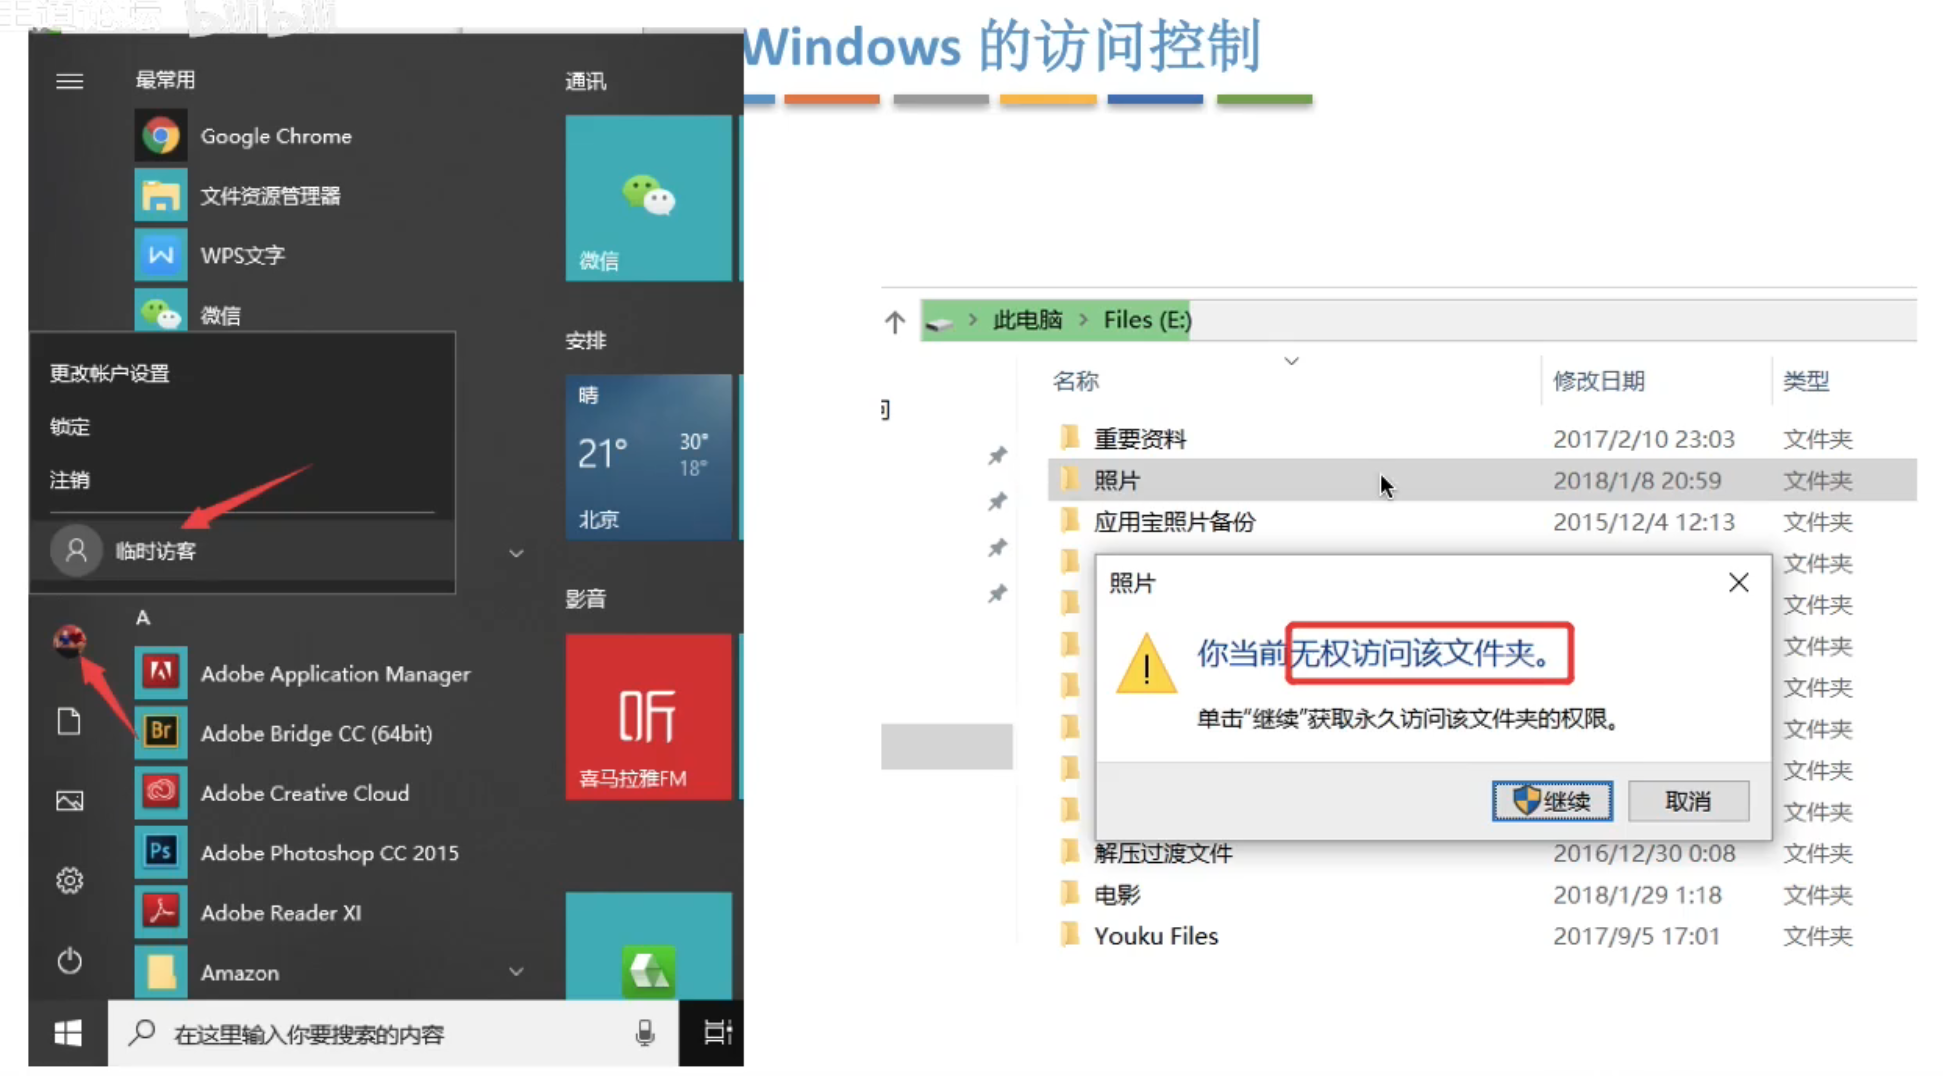 王道论坛 bilibili
Windows 的访问控制
最常用
Google Chrome
文件资源管理器
WPS文字
微信
更改帐户设置
锁定
注销
临时访客
A
Adobe Application Manager
Br
Adobe Bridge CC (64bit)
Adobe Creative Cloud
Ps
Adobe Photoshop CC 2015
Adobe Reader XI
Amazon
在这里输入你要搜索的内容
通讯
微信
安排
晴
21° 30°
18°
北京
影音
听
喜马拉雅FM
此电脑 Files (E:)
名称 修改日期 类型
重要资料 2017/2/10 23:03 文件夹
照片 2018/1/8 20:59 文件夹
应用宝照片备份 2015/12/4 12:13 文件夹
文件夹
文件夹
文件夹
文件夹
文件夹
文件夹
文件夹
照片
你当前无权访问该文件夹。
单击“继续”获取永久访问该文件夹的权限。
继续 取消
解压过渡文件 2016/12/30 0:08 文件夹
电影 2018/1/29 1:18 文件夹
Youku Files 2017/9/5 17:01 文件夹